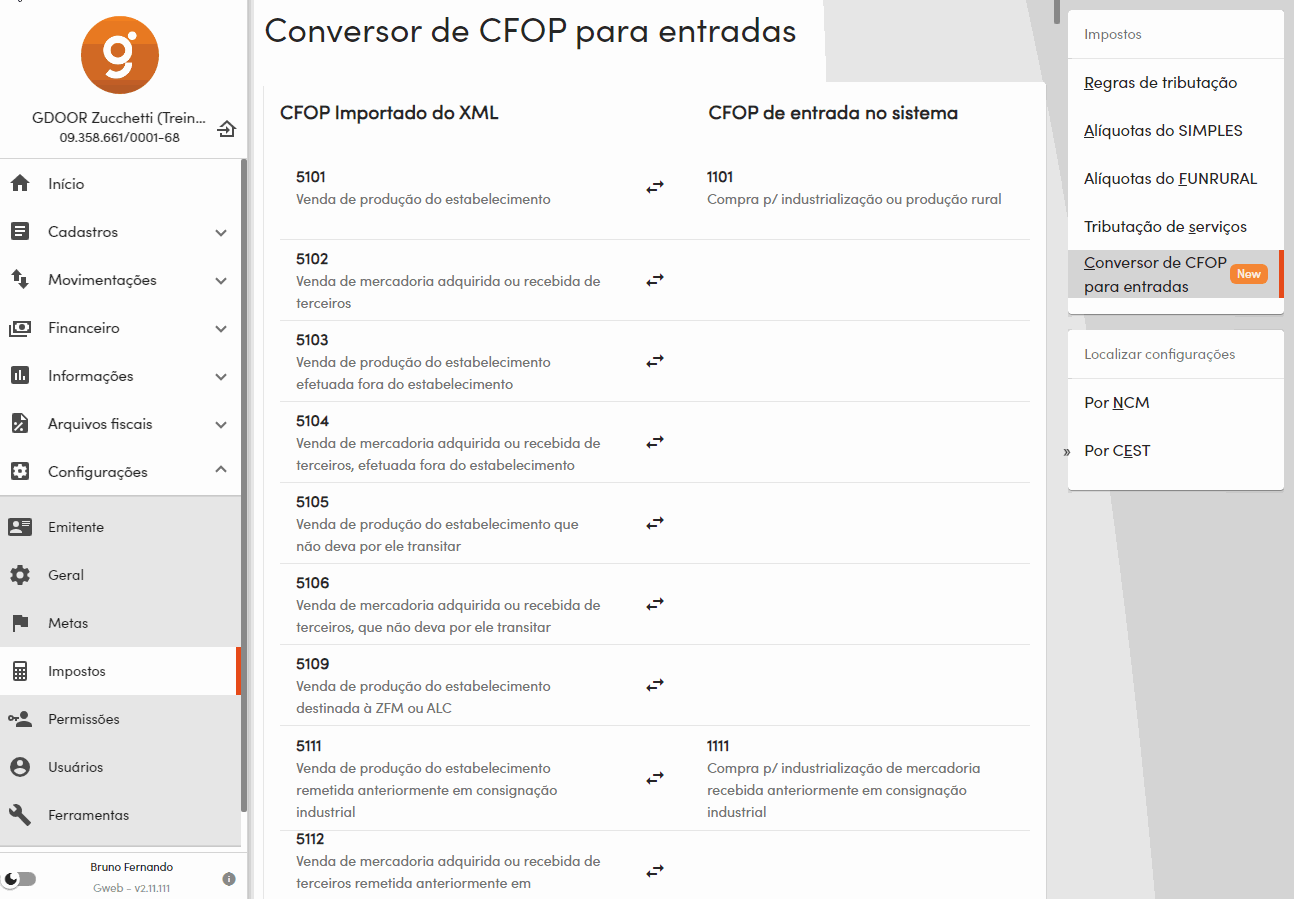 GDOOR Zucchetti (Trein...
09.358.661/0001-68
Início
Cadastros
Movimentações
Financeiro
Informações
Arquivos fiscais
Configurações
Emitente
Geral
Metas
Impostos
Permissões
Usuários
Ferramentas
Bruno Fernando
Gweb - v2.11.111
Conversor de CFOP para entradas
CFOP Importado do XML
CFOP de entrada no sistema
5101
Venda de produção do estabelecimento
1101
Compra p/ industrialização ou produção rural
5102
Venda de mercadoria adquirida ou recebida de
terceiros
5103
Venda de produção do estabelecimento
efetuada fora do estabelecimento
5104
Venda de mercadoria adquirida ou recebida de
terceiros, efetuada fora do estabelecimento
5105
Venda de produção do estabelecimento que
não deva por ele transitar
5106
Venda de mercadoria adquirida ou recebida de
terceiros, que não deva por ele transitar
5109
Venda de produção do estabelecimento
destinada à ZFM ou ALC
5111
Venda de produção do estabelecimento
remetida anteriormente em consignação
industrial
1111
Compra p/ industrialização de mercadoria
recebida anteriormente em consignação
industrial
5112
Venda de mercadoria adquirida ou recebida de
terceiros remetida anteriormente em
Impostos
Regras de tributação
Alíquotas do SIMPLES
Alíquotas do FUNRURAL
Tributação de serviços
Conversor de CFOP
para entradas
New
Localizar configurações
Por NCM
» Por CEST